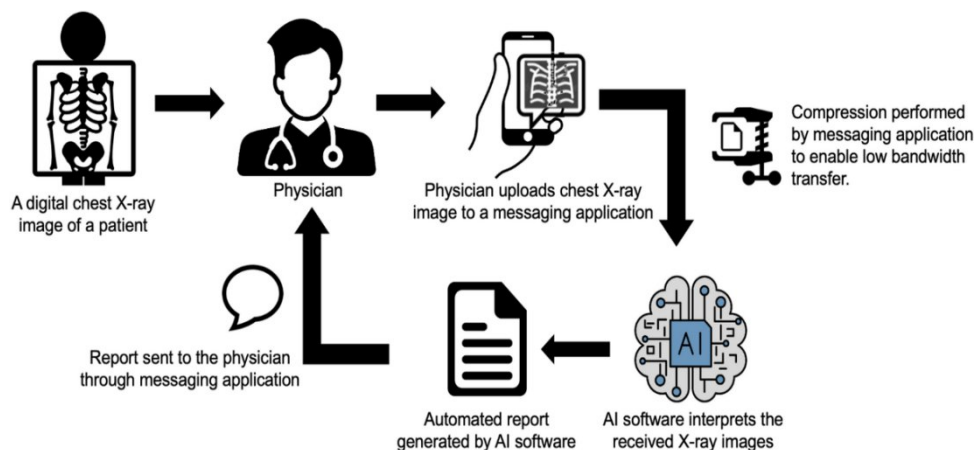 A digital chest X-ray
image of a patient
Physician
Physician uploads chest X-ray
image to a messaging application
Compression performed
by messaging application
to enable low bandwidth
transfer.
AI
AI software interprets the
received X-ray images
Automated report
generated by AI software
Report sent to the physician
through messaging application